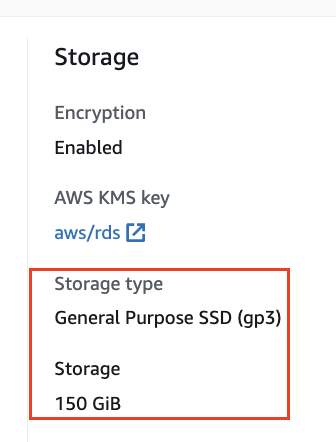 Storage
Encryption
Enabled
AWS KMS key
aws/rds
Storage type
General Purpose SSD (gp3)
Storage
150 GiB